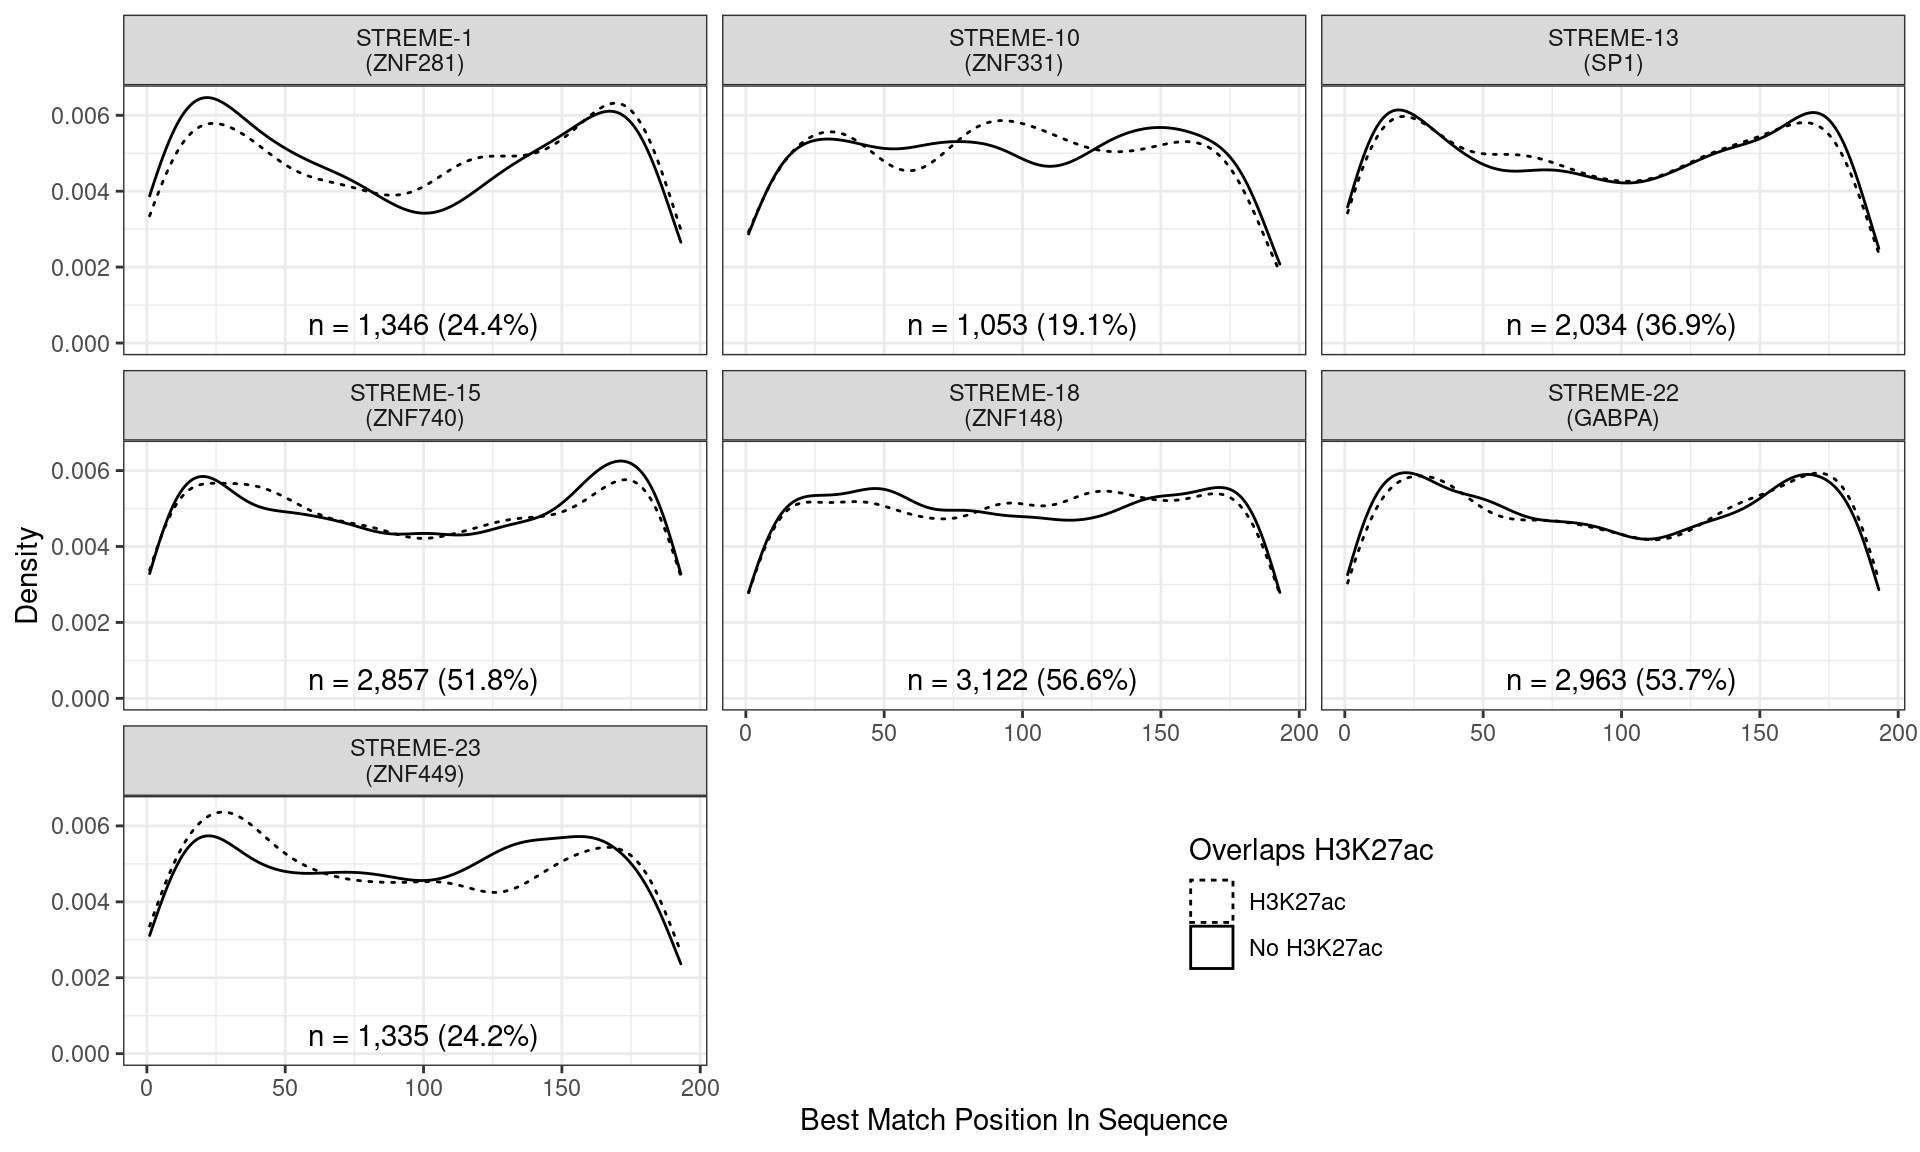 STREME-1
(ZNF281)
STREME-10
(ZNF331)
STREME-13
(SP1)
0.006
0.004
0.002
0.000
n = 1,346 (24.4%)
n = 1,053 (19.1%)
n = 2,034 (36.9%)
STREME-15
(ZNF740)
STREME-18
(ZNF148)
STREME-22
(GABPA)
0.006
0.004
0.002
0.000
n = 2,857 (51.8%)
n = 3,122 (56.6%)
n = 2,963 (53.7%)
0 50 100 150 200
0 50 100 150 200
Density
STREME-23
(ZNF449)
0.006
0.004
0.002
0.000
n = 1,335 (24.2%)
0 50 100 150 200
Overlaps H3K27ac
H3K27ac
No H3K27ac
Best Match Position In Sequence